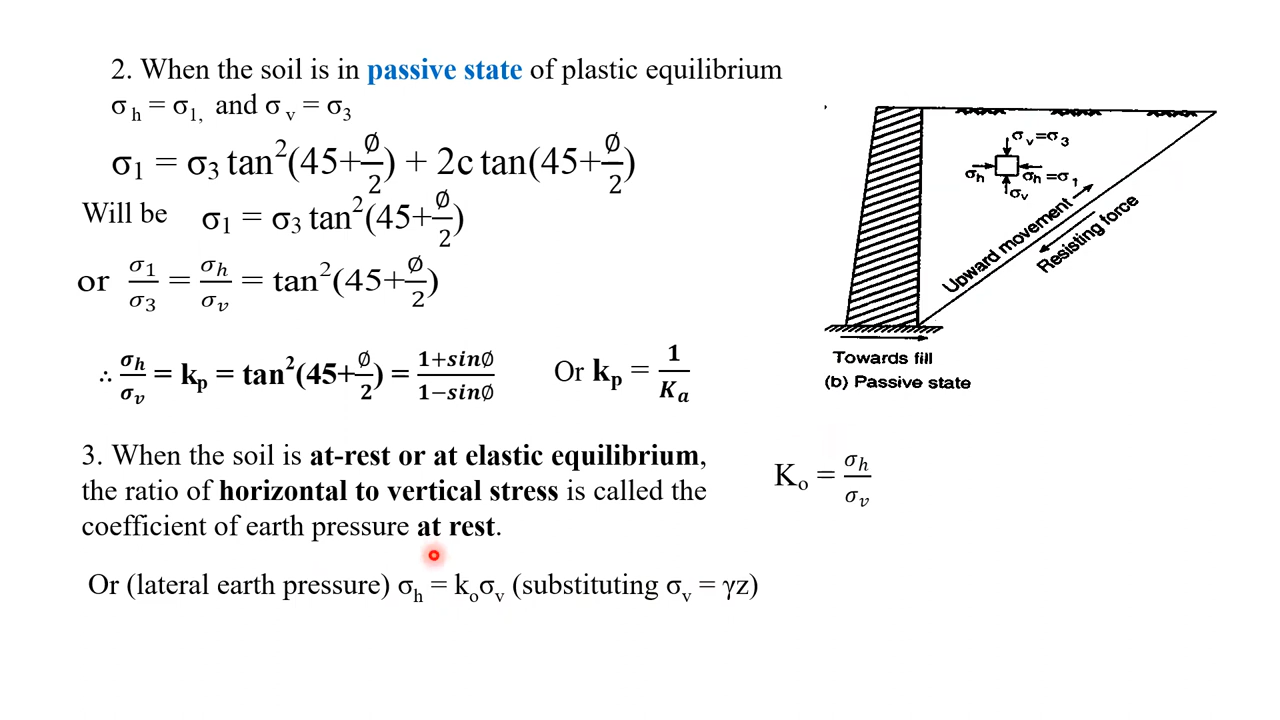 2. When the soil is in passive state of plastic equilibrium
σ h = σ1, and σ v = σ3
σ1 = σ3 tan²(45+∅/2) + 2c tan(45+∅/2)
Will be σ1 = σ3 tan²(45+∅/2)
or σ1/σ3 = σh/σv = tan²(45+∅/2)
∴ σh/σv = kp = tan²(45+∅/2) = 1+sin∅/1−sin∅ Or kp = 1/Ka
3. When the soil is at-rest or at elastic equilibrium,
the ratio of horizontal to vertical stress is called the
coefficient of earth pressure at rest.
Ko = σh/σv
Or (lateral earth pressure) σh = koσv (substituting σv = γz)
σv=σ3
σh
σh=σ1
σv
Upward movement
Resisting force
Towards fill
(b) Passive state